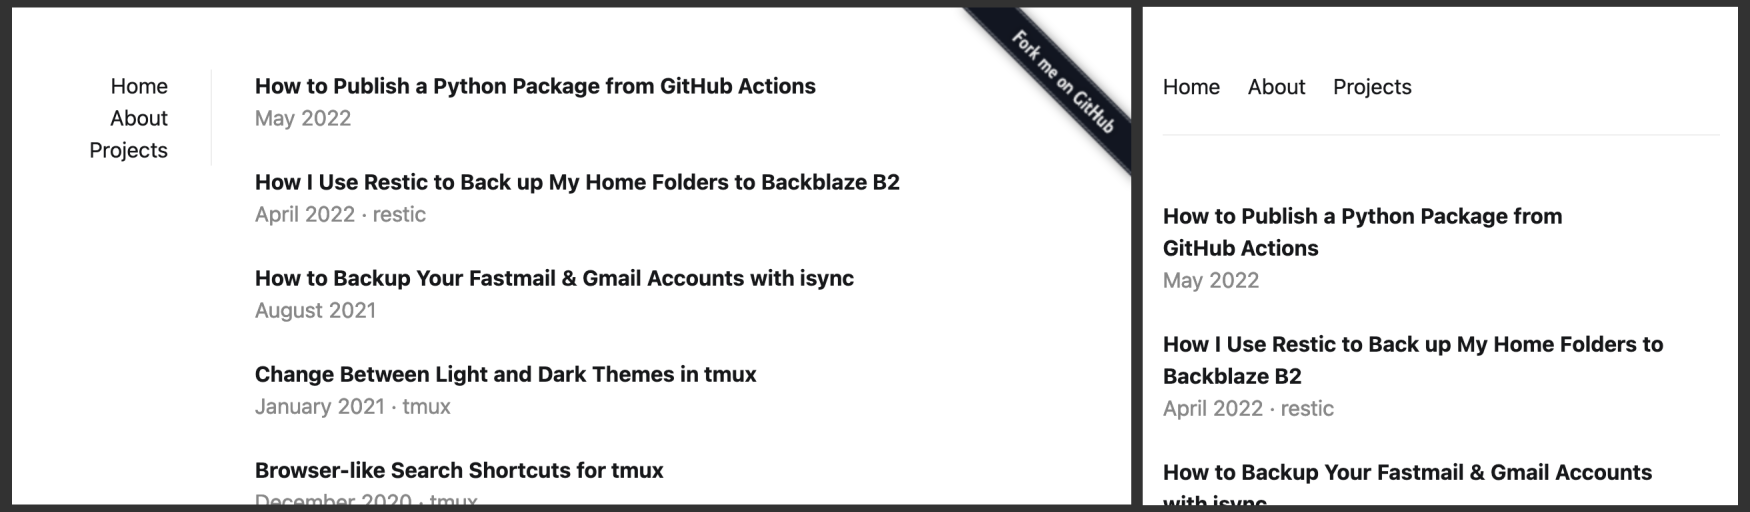 Home
About
Projects
How to Publish a Python Package from GitHub Actions
May 2022
How I Use Restic to Back up My Home Folders to Backblaze B2
April 2022 · restic
How to Backup Your Fastmail & Gmail Accounts with isync
August 2021
Change Between Light and Dark Themes in tmux
January 2021 · tmux
Browser-like Search Shortcuts for tmux
December 2020 · tmux
Fork me on GitHub
Home About Projects
How to Publish a Python Package from
GitHub Actions
May 2022
How I Use Restic to Back up My Home Folders to
Backblaze B2
April 2022 · restic
How to Backup Your Fastmail & Gmail Accounts
with isync